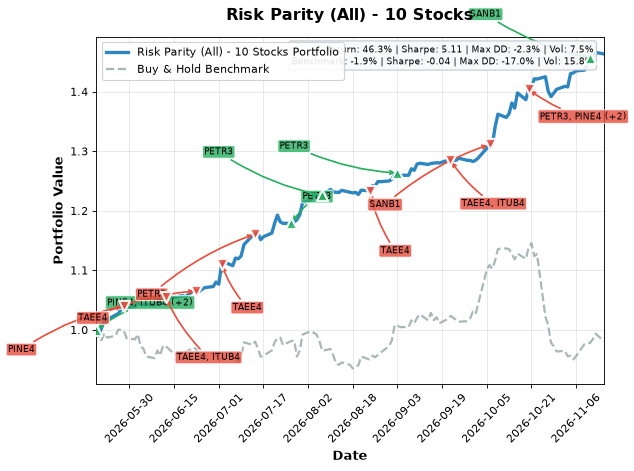 Risk Parity (All) - 10 Stocks
SANB1
Risk Parity (All) - 10 Stocks Portfolio
Buy & Hold Benchmark
46.3% | Sharpe: 5.11 | Max DD: -2.3% | Vol: 7.5%
-1.9% | Sharpe: -0.04 | Max DD: -17.0% | Vol: 15.8
1.4
1.3
1.2
1.1
1.0
Portfolio Value
PETR3, PINE4 (+2)
PETR3
PETR3
PETR3
SANB1
TAEE4, ITUB4
TAEE4
PETR3
PINE4, ITUB4 (+2)
TAEE4
TAEE4
PINE4
TAEE4, ITUB4
2026-05-30
2026-06-15
2026-07-01
2026-07-17
2026-08-02
2026-08-18
2026-09-03
2026-09-19
2026-10-05
2026-10-21
2026-11-06
Date